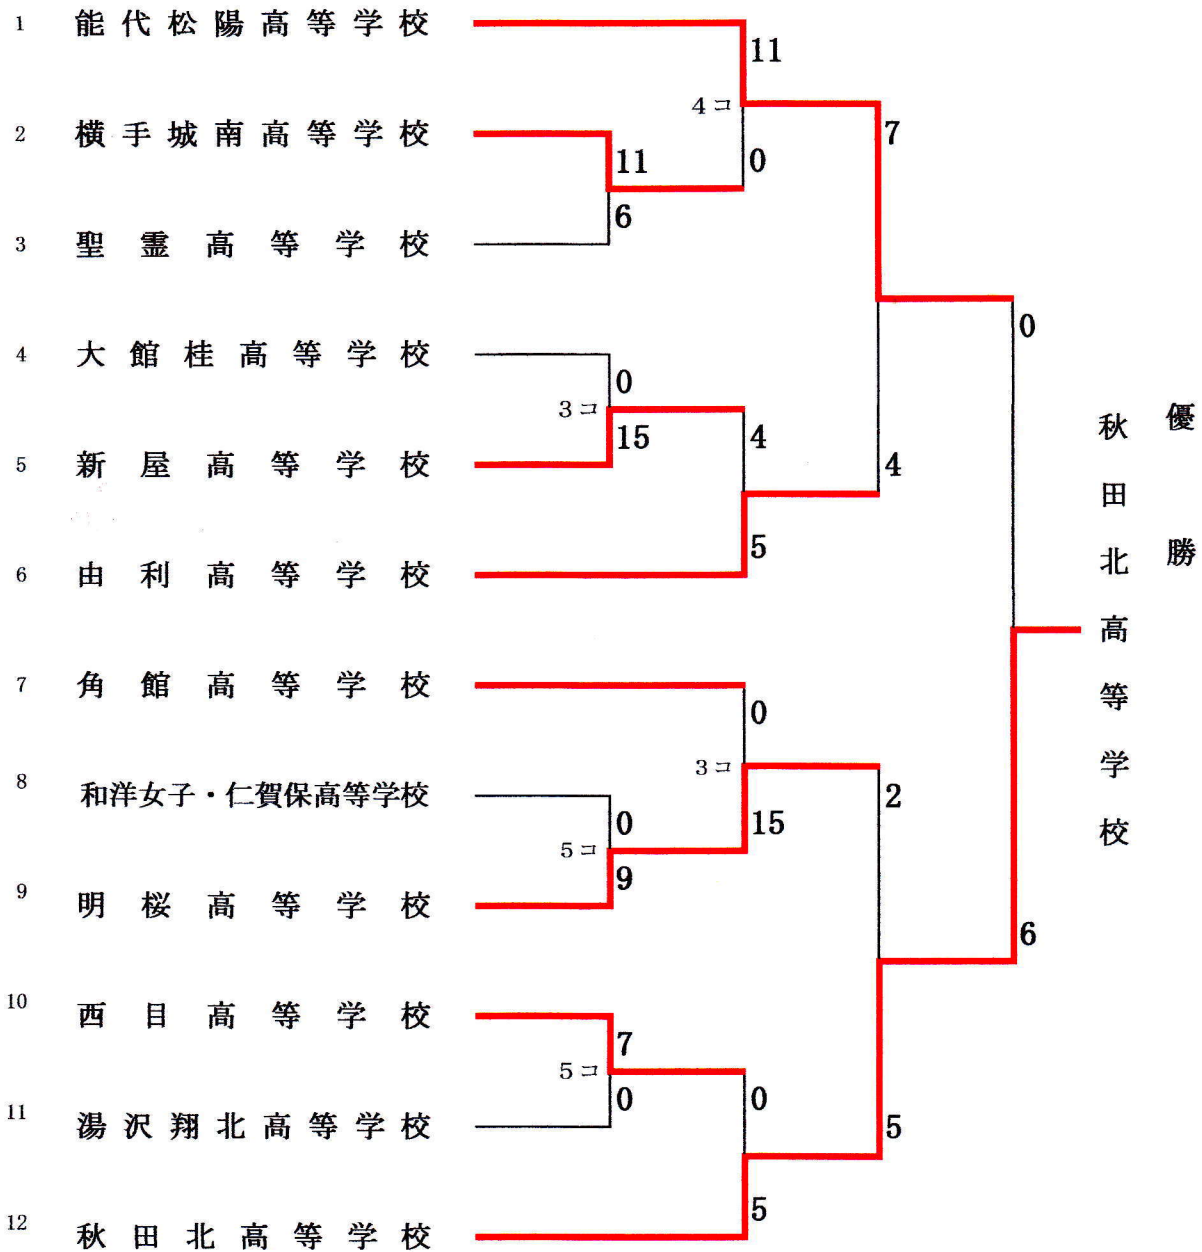 1 能代松陽高等学校
2 横手城南高等学校
3 聖霊高等学校
4 大館桂高等学校
5 新屋高等学校
6 由利高等学校
7 角館高等学校
8 和洋女子・仁賀保高等学校
9 明桜高等学校
10 西目高等学校
11 湯沢翔北高等学校
12 秋田北高等学校
11
6
0
3コ
15
0
5コ
9
7
5コ
0
11
4コ
0
4
5
0
3コ
15
0
5
7
4
2
5
0
6
優勝
秋田北高等学校